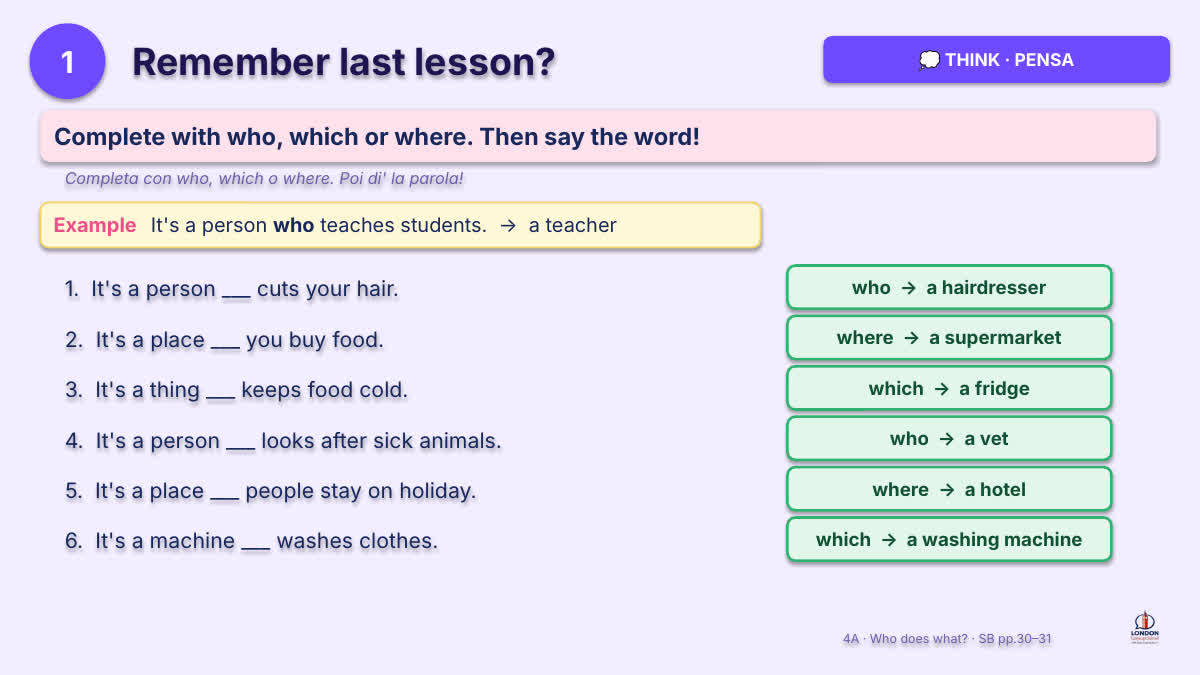 1
Remember last lesson?
💭 THINK · PENSA
Complete with who, which or where. Then say the word!
Completa con who, which o where. Poi di' la parola!
Example It's a person who teaches students. → a teacher
1. It's a person ___ cuts your hair.
who → a hairdresser
2. It's a place ___ you buy food.
where → a supermarket
3. It's a thing ___ keeps food cold.
which → a fridge
4. It's a person ___ looks after sick animals.
who → a vet
5. It's a place ___ people stay on holiday.
where → a hotel
6. It's a machine ___ washes clothes.
which → a washing machine
4A · Who does what? · SB pp.30–31
LONDON